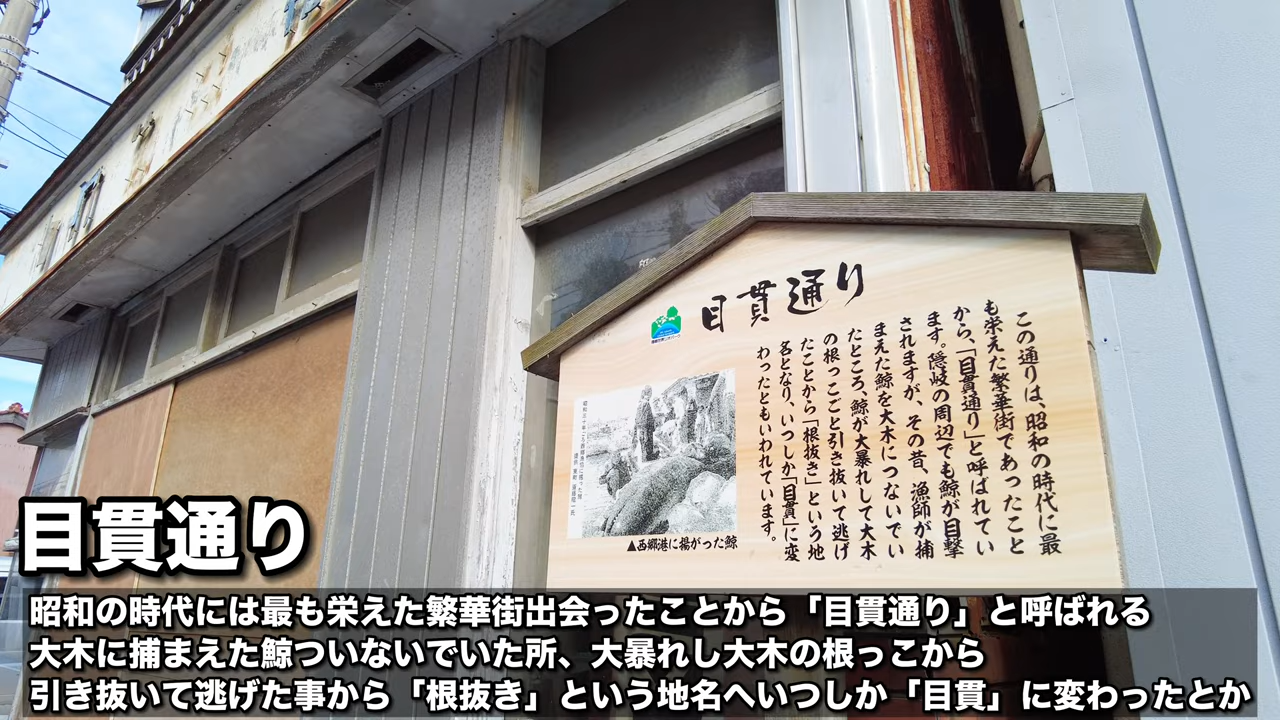 目貫通り
この通りは、昭和の時代に最
も栄えた繁華街であったこと
から、「目貫通り」と呼ばれてい
ます。隠岐の周辺でも鯨が目撃
されますが、その昔、漁師が捕
まえた鯨を大木につないでい
たところ、鯨が大暴れして大木
の根っこごと引き抜いて逃げ
たことから「根抜き」という地
名となり、いつしか「目貫」に変
わったともいわれています。
▲西郷港に揚がった鯨
目貫通り
昭和の時代には最も栄えた繁華街出会ったことから「目貫通り」と呼ばれる
大木に捕まえた鯨ついないでいた所、大暴れし大木の根っこから
引き抜いて逃げた事から「根抜き」という地名へいつしか「目貫」に変わったとか